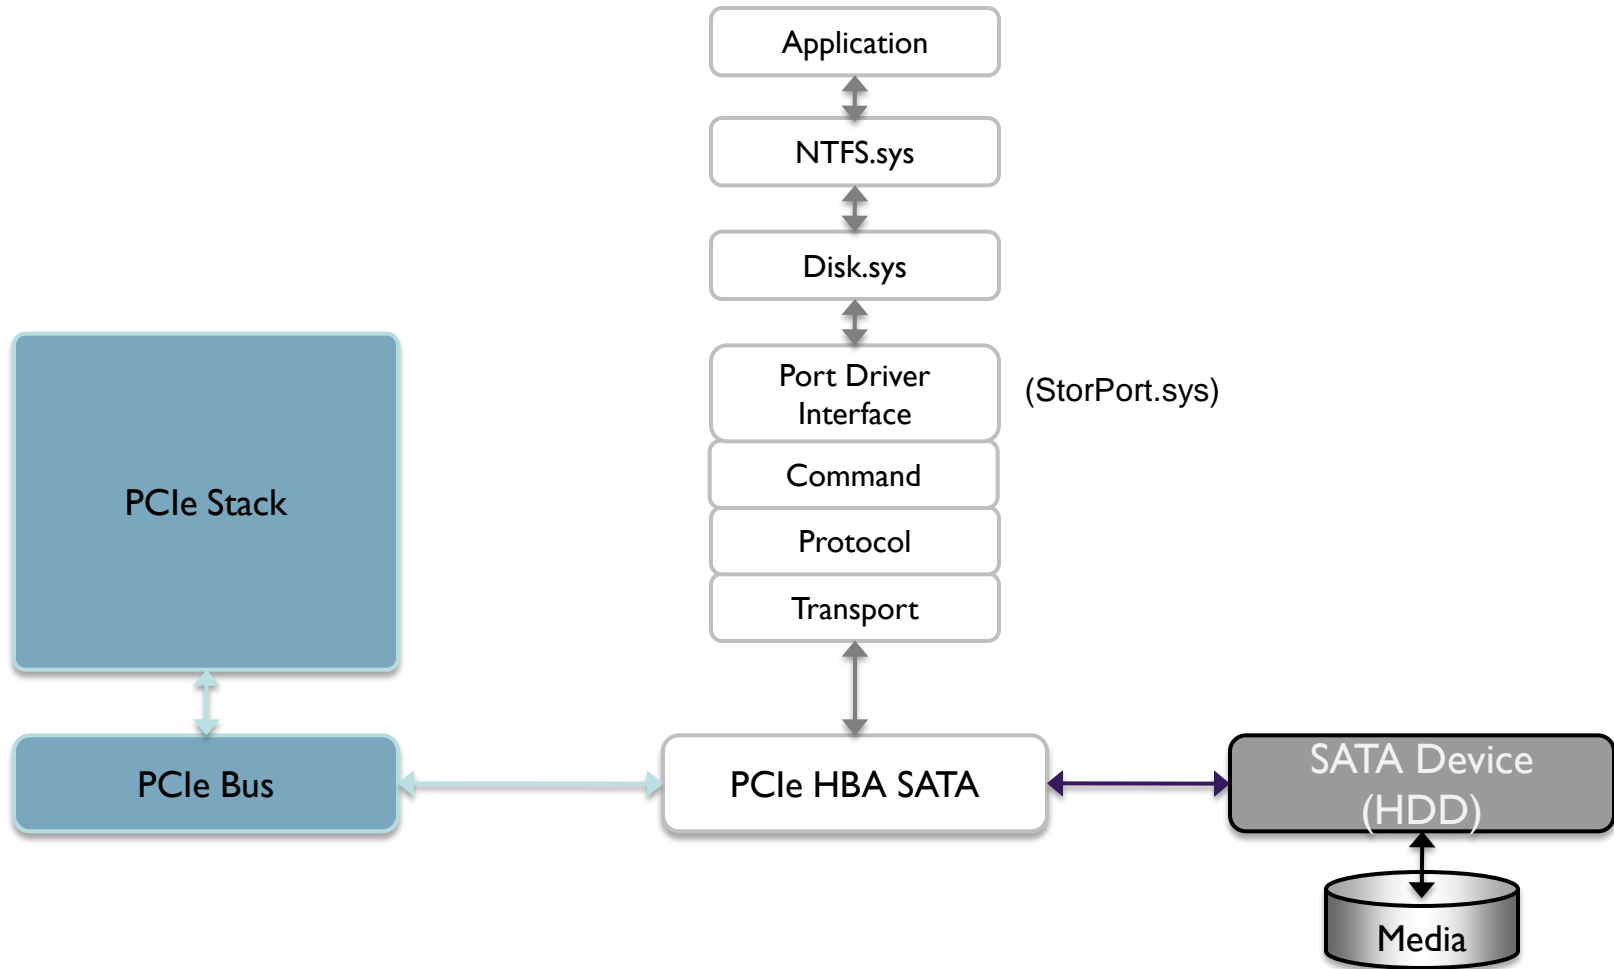 Application
NTFS.sys
Disk.sys
Port Driver
Interface
(StorPort.sys)
Command
PCIe Stack
Protocol
Transport
PCIe Bus
PCIe HBA SATA
SATA Device
(HDD)
Media